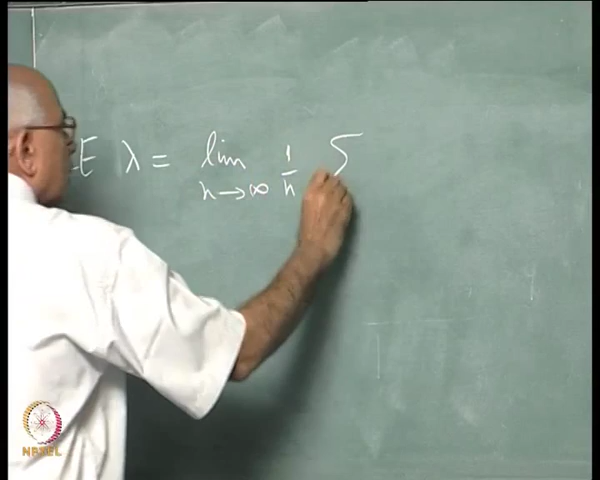 E λ = lim n→∞ 1/n Σ
NPTEL